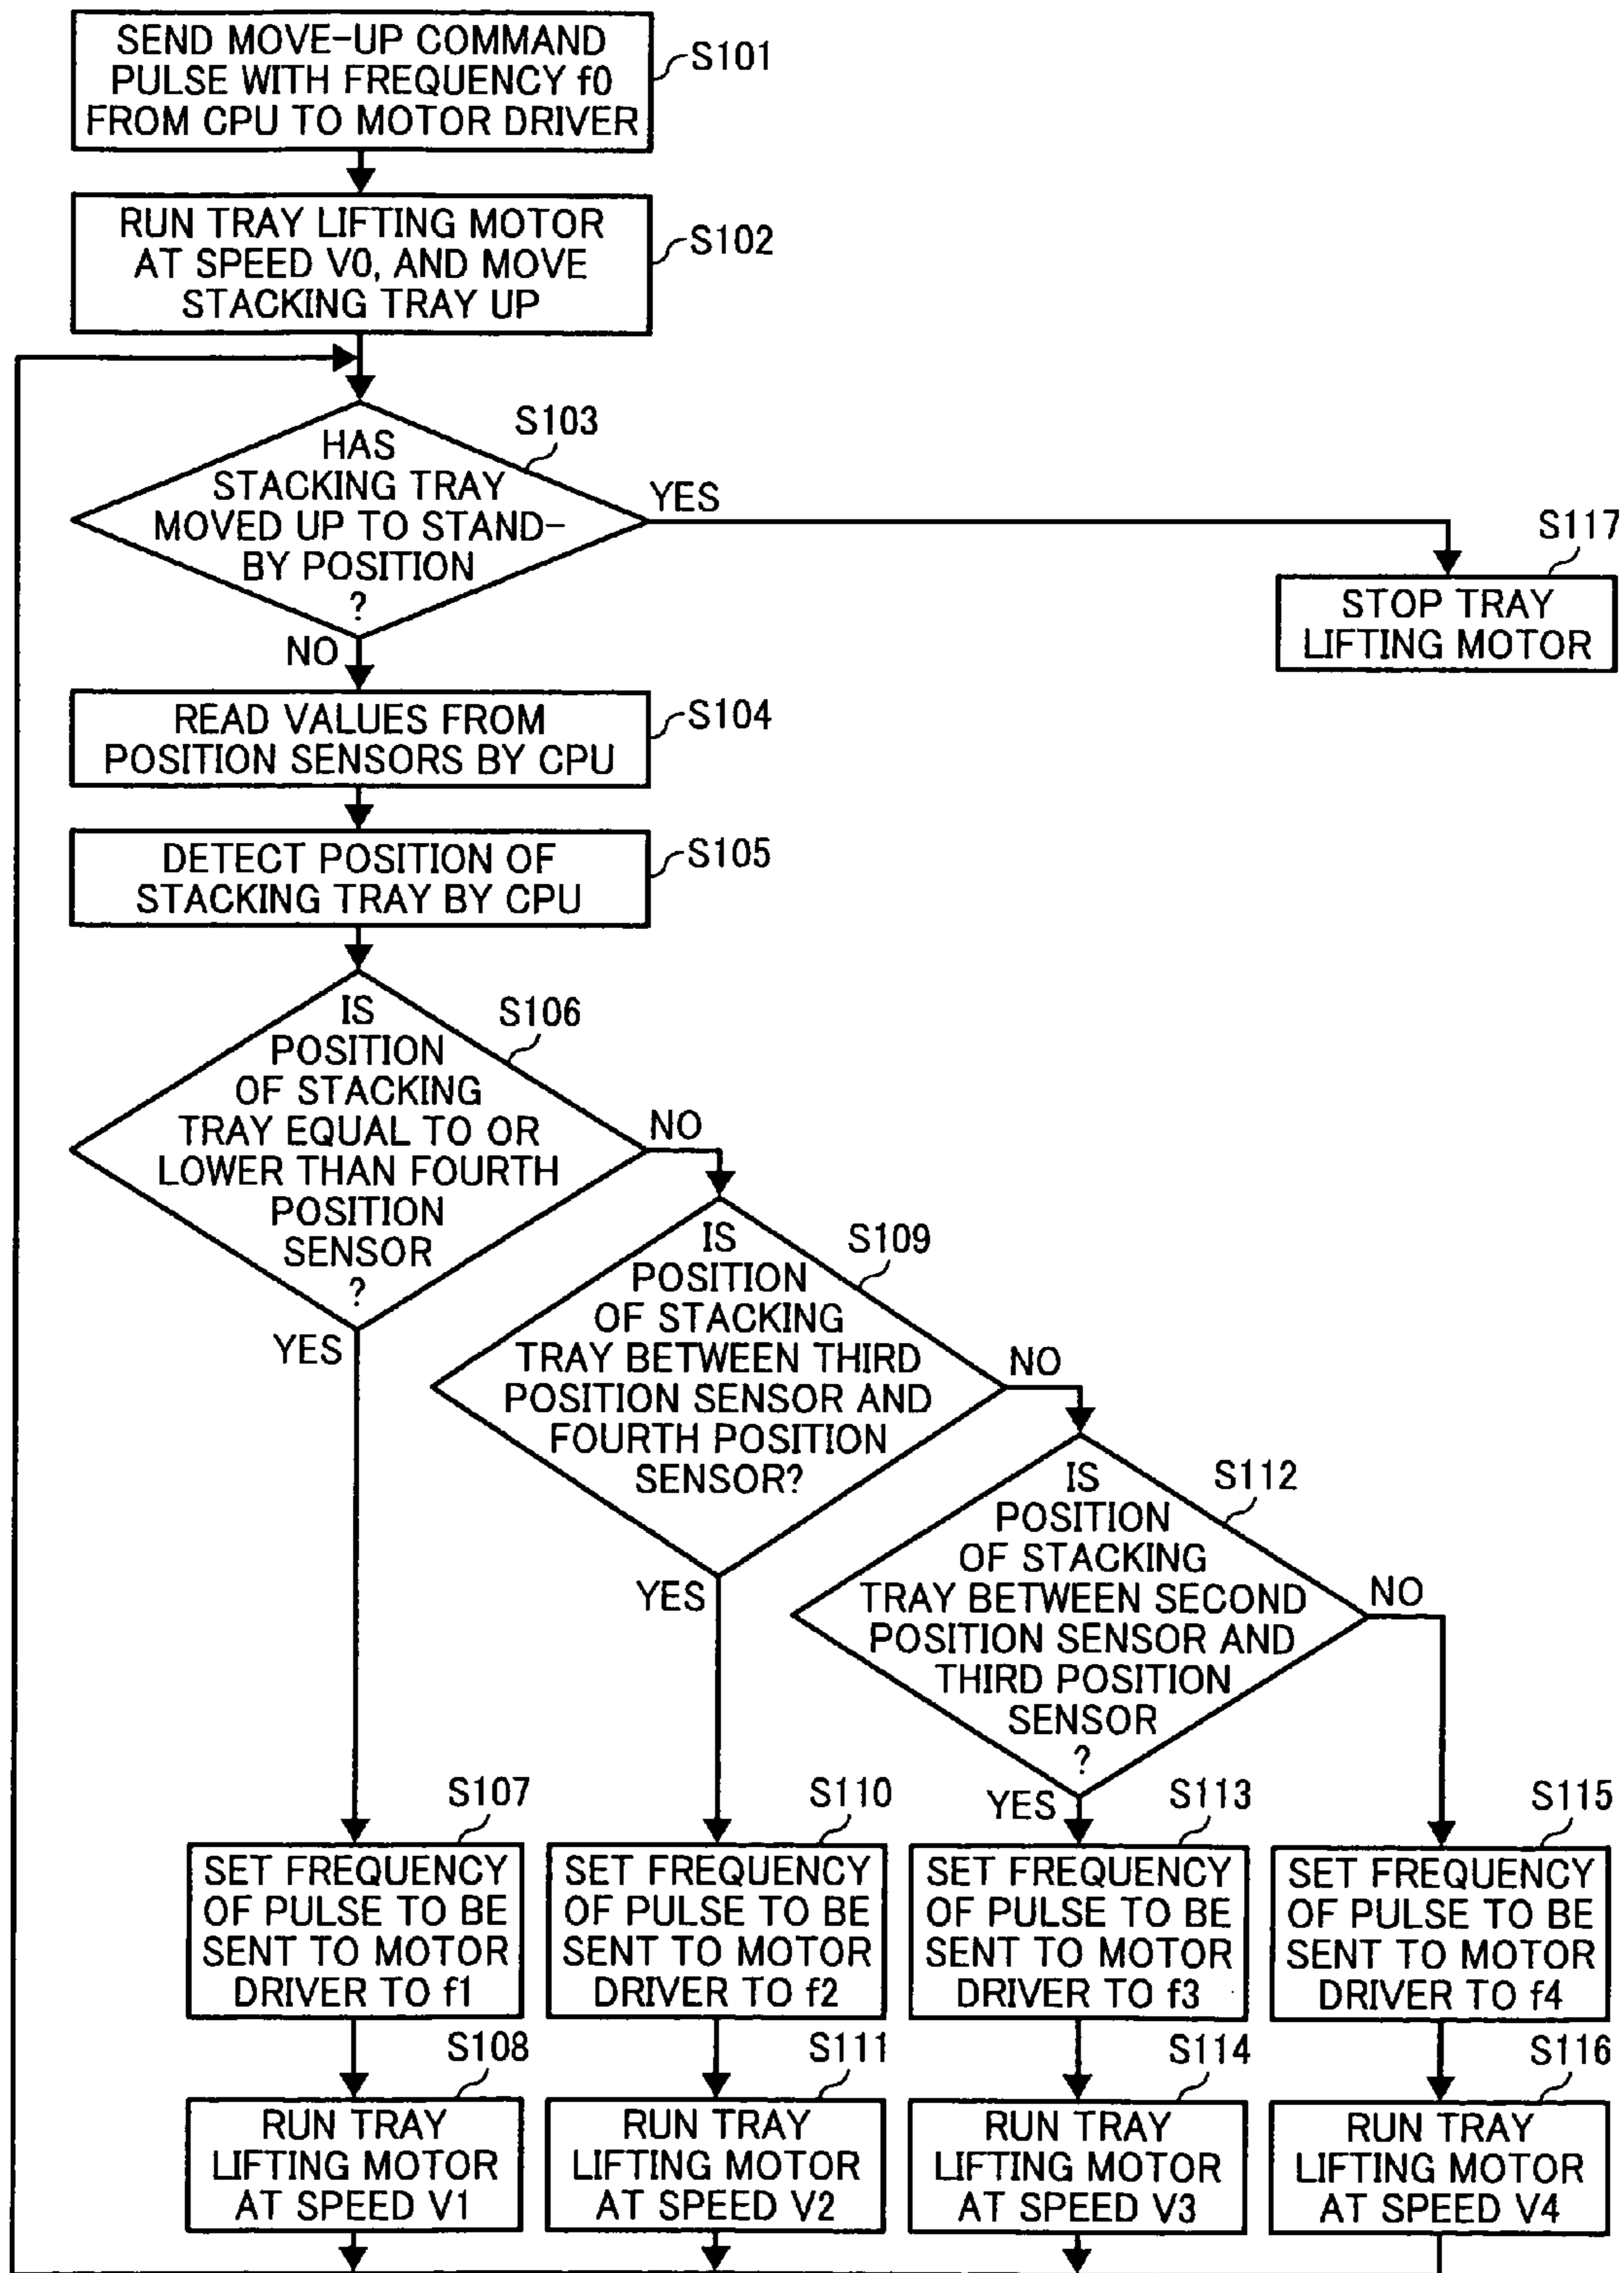 SEND MOVE-UP COMMAND
PULSE WITH FREQUENCY f0
FROM CPU TO MOTOR DRIVER
S101
RUN TRAY LIFTING MOTOR
AT SPEED V0, AND MOVE
STACKING TRAY UP
S102
HAS
STACKING TRAY
MOVED UP TO STAND-
BY POSITION
?
S103
YES
NO
S117
STOP TRAY
LIFTING MOTOR
READ VALUES FROM
POSITION SENSORS BY CPU
S104
DETECT POSITION OF
STACKING TRAY BY CPU
S105
IS
POSITION
OF STACKING
TRAY EQUAL TO OR
LOWER THAN FOURTH
POSITION
SENSOR
?
S106
NO
YES
IS
POSITION
OF STACKING
TRAY BETWEEN THIRD
POSITION SENSOR AND
FOURTH POSITION
SENSOR?
S109
NO
YES
IS
POSITION
OF STACKING
TRAY BETWEEN SECOND
POSITION SENSOR AND
THIRD POSITION
SENSOR
?
S112
NO
YES
S107
SET FREQUENCY
OF PULSE TO BE
SENT TO MOTOR
DRIVER TO f1
S110
SET FREQUENCY
OF PULSE TO BE
SENT TO MOTOR
DRIVER TO f2
S113
SET FREQUENCY
OF PULSE TO BE
SENT TO MOTOR
DRIVER TO f3
S115
SET FREQUENCY
OF PULSE TO BE
SENT TO MOTOR
DRIVER TO f4
S108
RUN TRAY
LIFTING MOTOR
AT SPEED V1
S111
RUN TRAY
LIFTING MOTOR
AT SPEED V2
S114
RUN TRAY
LIFTING MOTOR
AT SPEED V3
S116
RUN TRAY
LIFTING MOTOR
AT SPEED V4